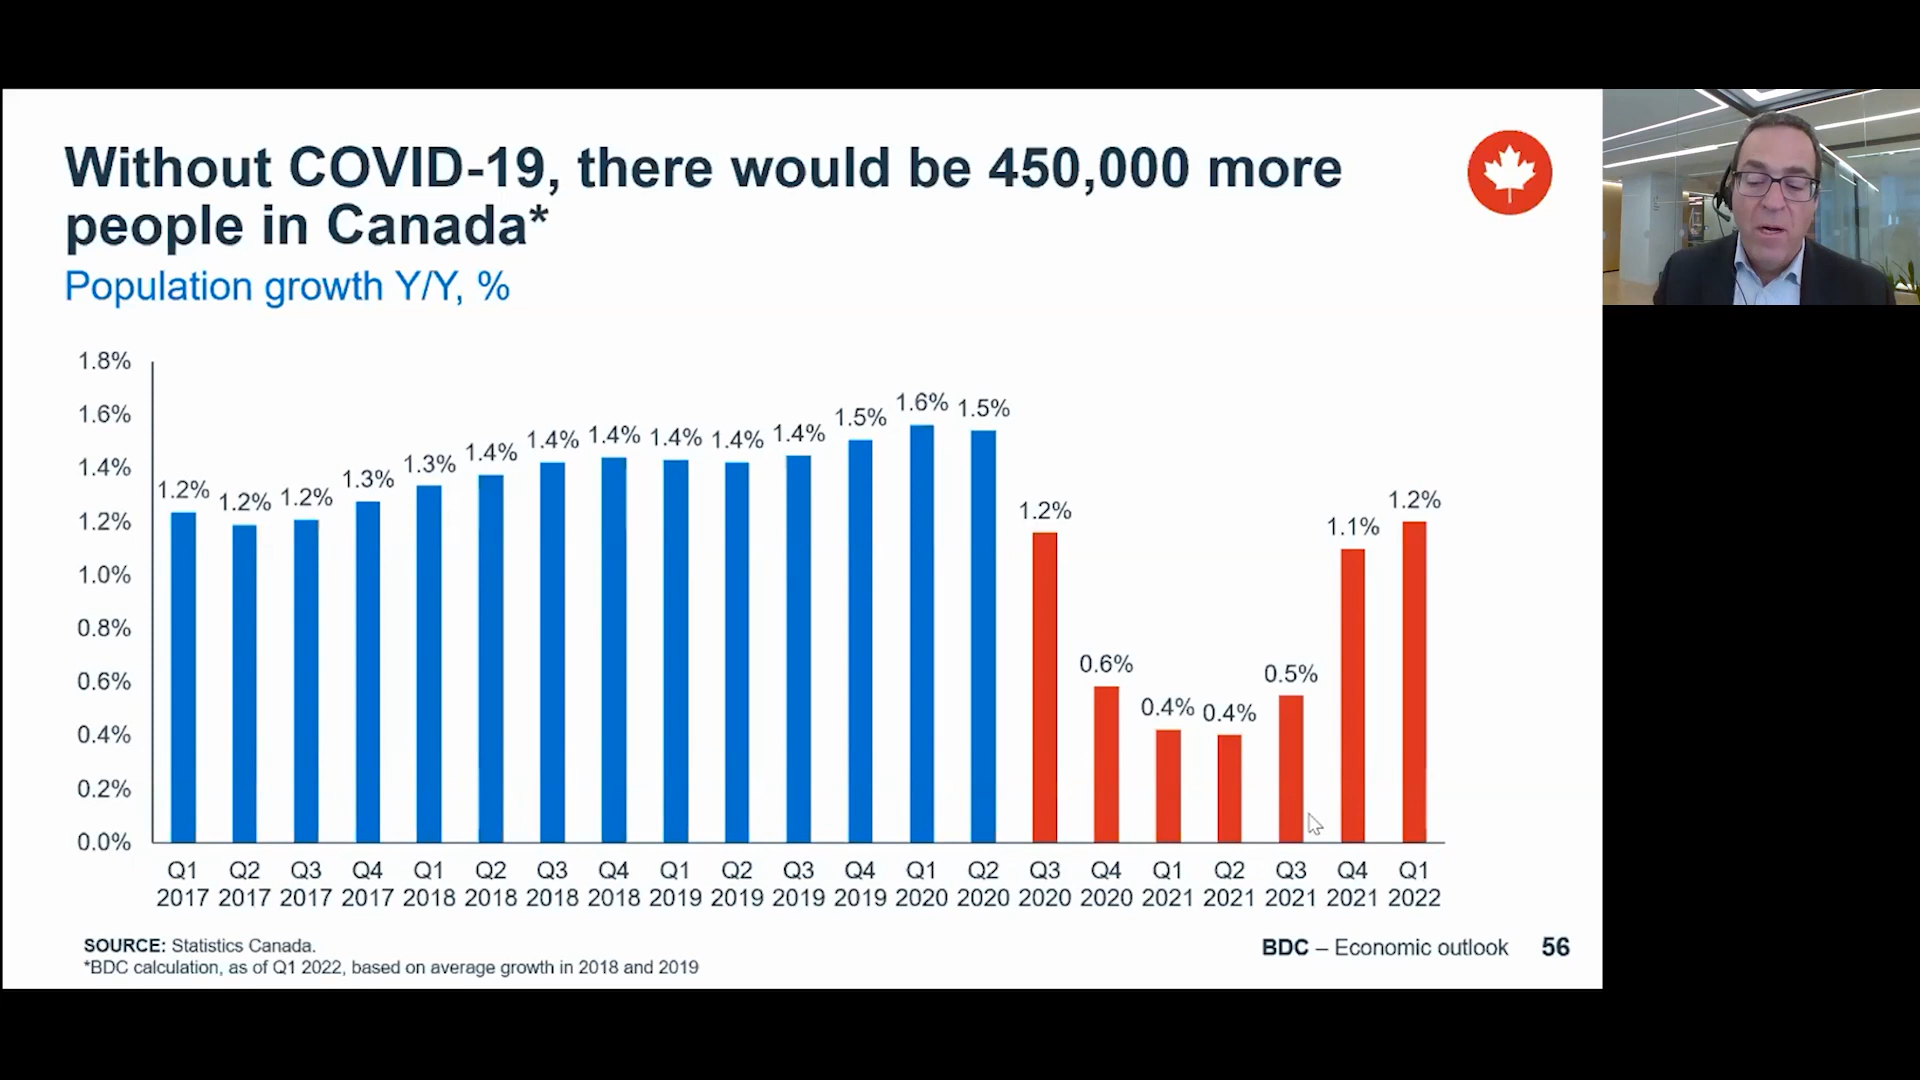 Without COVID-19, there would be 450,000 more
people in Canada*
Population growth Y/Y, %
1.8%
1.6%
1.4%
1.2%
1.0%
0.8%
0.6%
0.4%
0.2%
0.0%
1.2% 1.2% 1.2% 1.3% 1.3% 1.4% 1.4% 1.4% 1.4% 1.4% 1.4% 1.5% 1.6% 1.5% 1.2% 0.6% 0.4% 0.4% 0.5% 1.1% 1.2%
Q1 Q2 Q3 Q4 Q1 Q2 Q3 Q4 Q1 Q2 Q3 Q4 Q1 Q2 Q3 Q4 Q1 Q2 Q3 Q4 Q1
2017 2017 2017 2017 2018 2018 2018 2018 2019 2019 2019 2019 2020 2020 2020 2020 2021 2021 2021 2021 2022
SOURCE: Statistics Canada.
*BDC calculation, as of Q1 2022, based on average growth in 2018 and 2019
BDC – Economic outlook 56